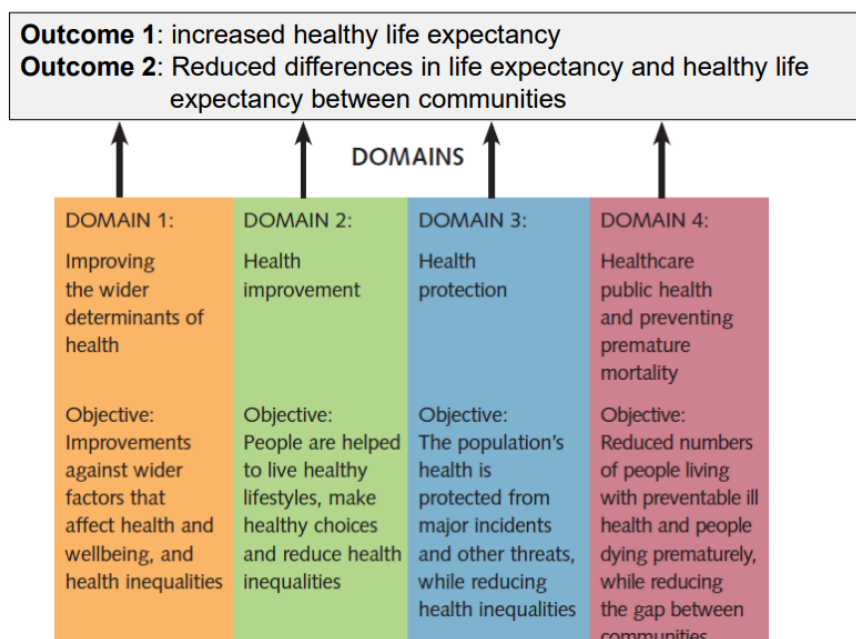 Outcome 1: increased healthy life expectancy
Outcome 2: Reduced differences in life expectancy and healthy life
expectancy between communities
DOMAINS
DOMAIN 1:
Improving
the wider
determinants of
health
Objective:
Improvements
against wider
factors that
affect health and
wellbeing, and
health inequalities
DOMAIN 2:
Health
improvement
Objective:
People are helped
to live healthy
lifestyles, make
healthy choices
and reduce health
inequalities
DOMAIN 3:
Health
protection
Objective:
The population's
health is
protected from
major incidents
and other threats,
while reducing
health inequalities
DOMAIN 4:
Healthcare
public health
and preventing
premature
mortality
Objective:
Reduced numbers
of people living
with preventable ill
health and people
dying prematurely,
while reducing
the gap between
communities